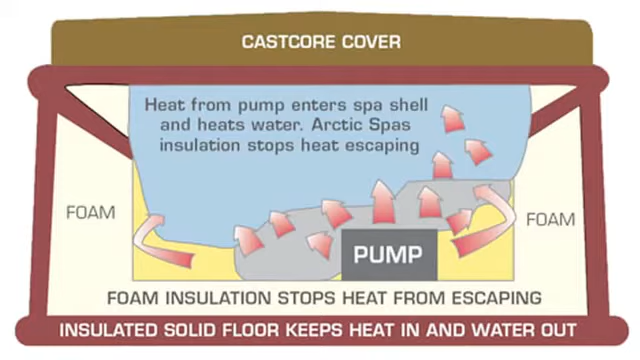 CASTCORE COVER
Heat from pump enters spa shell
and heats water. Arctic Spas
insulation stops heat escaping
FOAM
FOAM
PUMP
FOAM INSULATION STOPS HEAT FROM ESCAPING
INSULATED SOLID FLOOR KEEPS HEAT IN AND WATER OUT